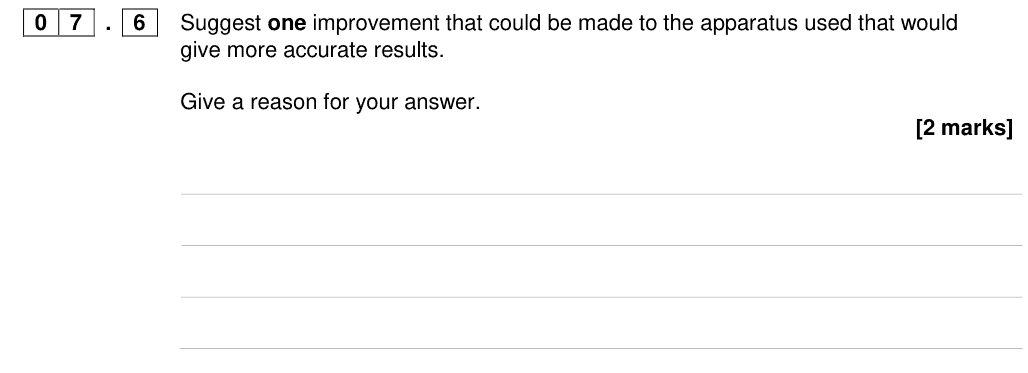 0 7 . 6 Suggest one improvement that could be made to the apparatus used that would
give more accurate results.
Give a reason for your answer.
[2 marks]